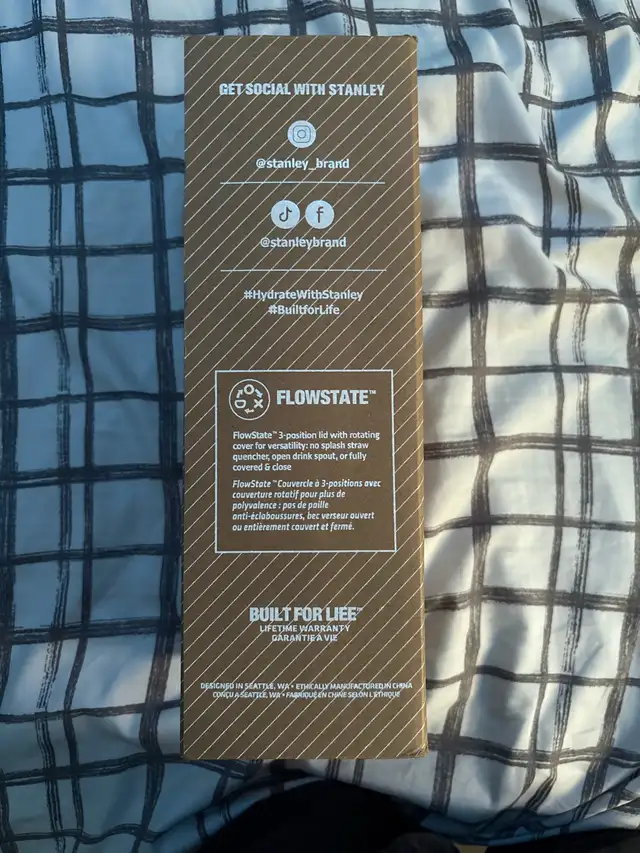 GET SOCIAL WITH STANLEY
@stanley_brand
@stanleybrand
#HydrateWithStanley
#BuiltforLife
FLOWSTATE™
FlowState™ 3-position lid with rotating
cover for versatility: no splash straw
quencher, open drink spout, or fully
covered & close
FlowState™ Couvercle à 3-positions avec
couverture rotatif pour plus de
polyvalence : pas de paille
anti-éclaboussures, bec verseur ouvert
ou entièrement couvert et fermé.
BUILT FOR LIFE™
LIFETIME WARRANTY
GARANTIE À VIE
DESIGNED IN SEATTLE, WA • ETHICALLY MANUFACTURED IN CHINA
CONÇU À SEATTLE, WA • FABRIQUÉ EN CHINE SELON L'ÉTHIQUE